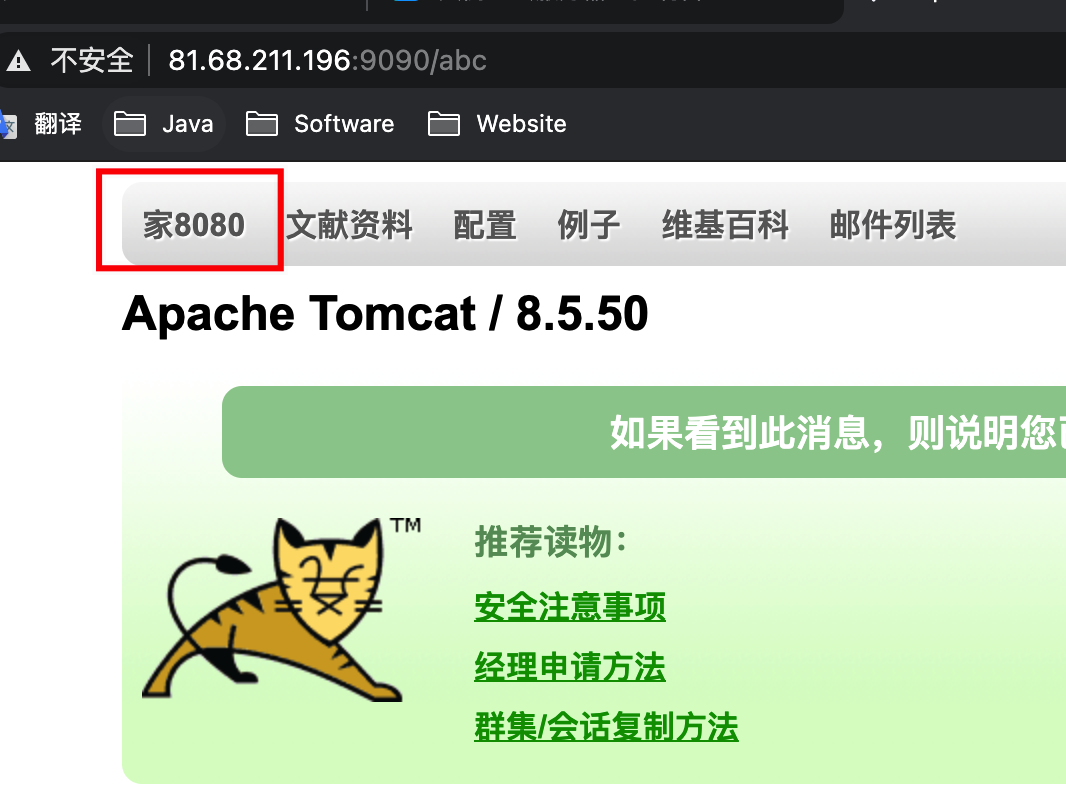 不安全 81.68.211.196:9090/abc
翻译 Java Software Website
家8080 文献资料 配置 例子 维基百科 邮件列表
Apache Tomcat / 8.5.50
如果看到此消息，则说明您
TM
推荐读物：
安全注意事项
经理申请方法
群集/会话复制方法